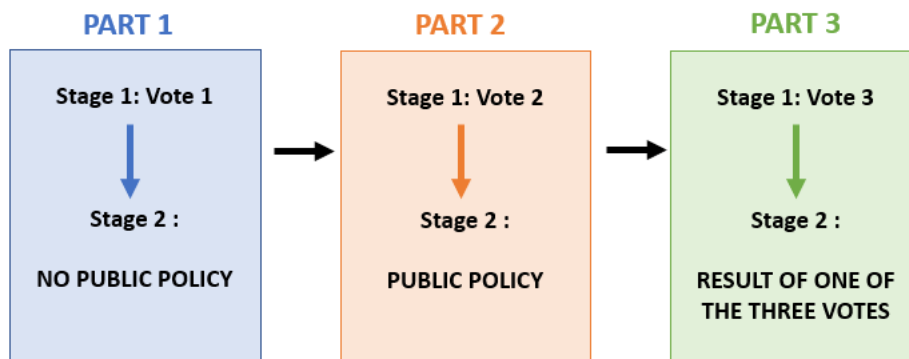 PART 1
Stage 1: Vote 1
Stage 2 :
NO PUBLIC POLICY
PART 2
Stage 1: Vote 2
Stage 2 :
PUBLIC POLICY
PART 3
Stage 1: Vote 3
Stage 2 :
RESULT OF ONE OF
THE THREE VOTES